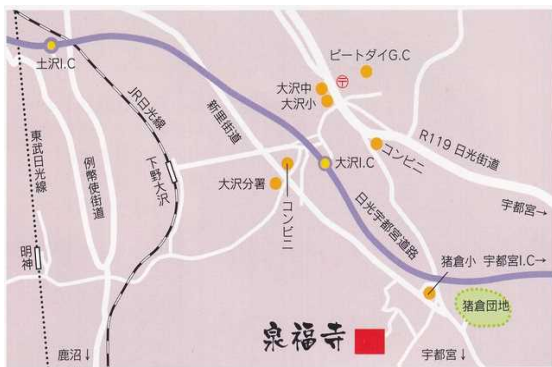 ピートダイG.C
土沢I.C
〒
大沢中
大沢小
JR日光線
新里街道
R119 日光街道
コンビニ
東武日光線
例幣使街道
下野大沢
大沢I.C
大沢分署
コンビニ
日光宇都宮道路
宇都宮→
明神
猪倉小
宇都宮I.C→
猪倉団地
泉福寺
鹿沼↓
宇都宮↓